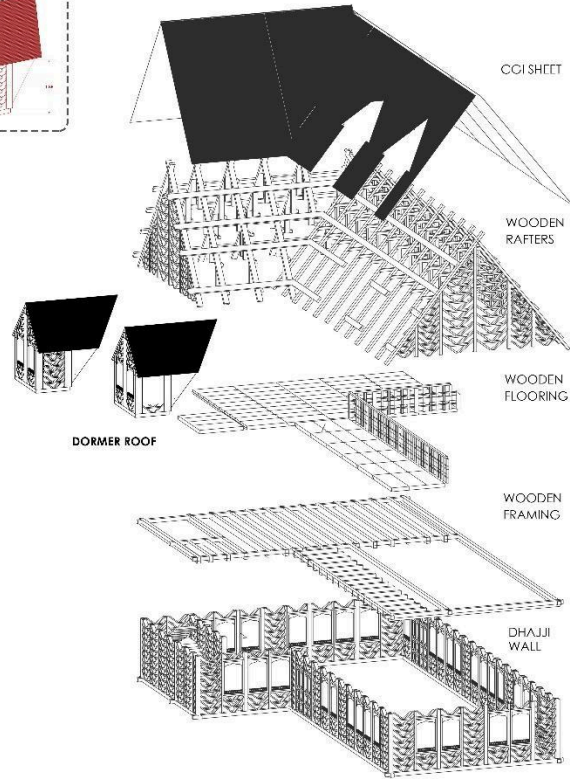 CGI SHEET
WOODEN
RAFTERS
WOODEN
FLOORING
DORMER ROOF
WOODEN
FRAMING
DHAJJI
WALL